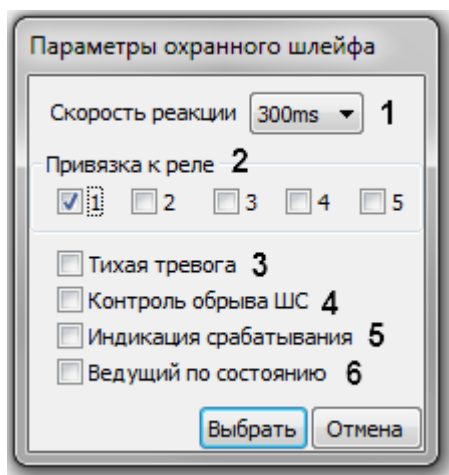 Параметры охранного шлейфа
Скорость реакции 300ms 1
Привязка к реле 2
1 2 3 4 5
Тихая тревога 3
Контроль обрыва ШС 4
Индикация срабатывания 5
Ведущий по состоянию 6
Выбрать Отмена